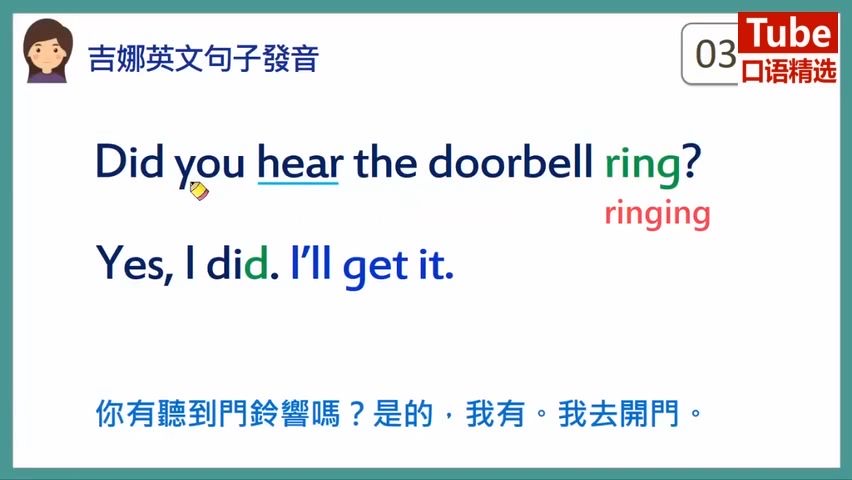 吉娜英文句子發音
03
Tube
口语精选
Did you hear the doorbell ring?
ringing
Yes, I did. I'll get it.
你有聽到門鈴響嗎？是的，我有。我去開門。